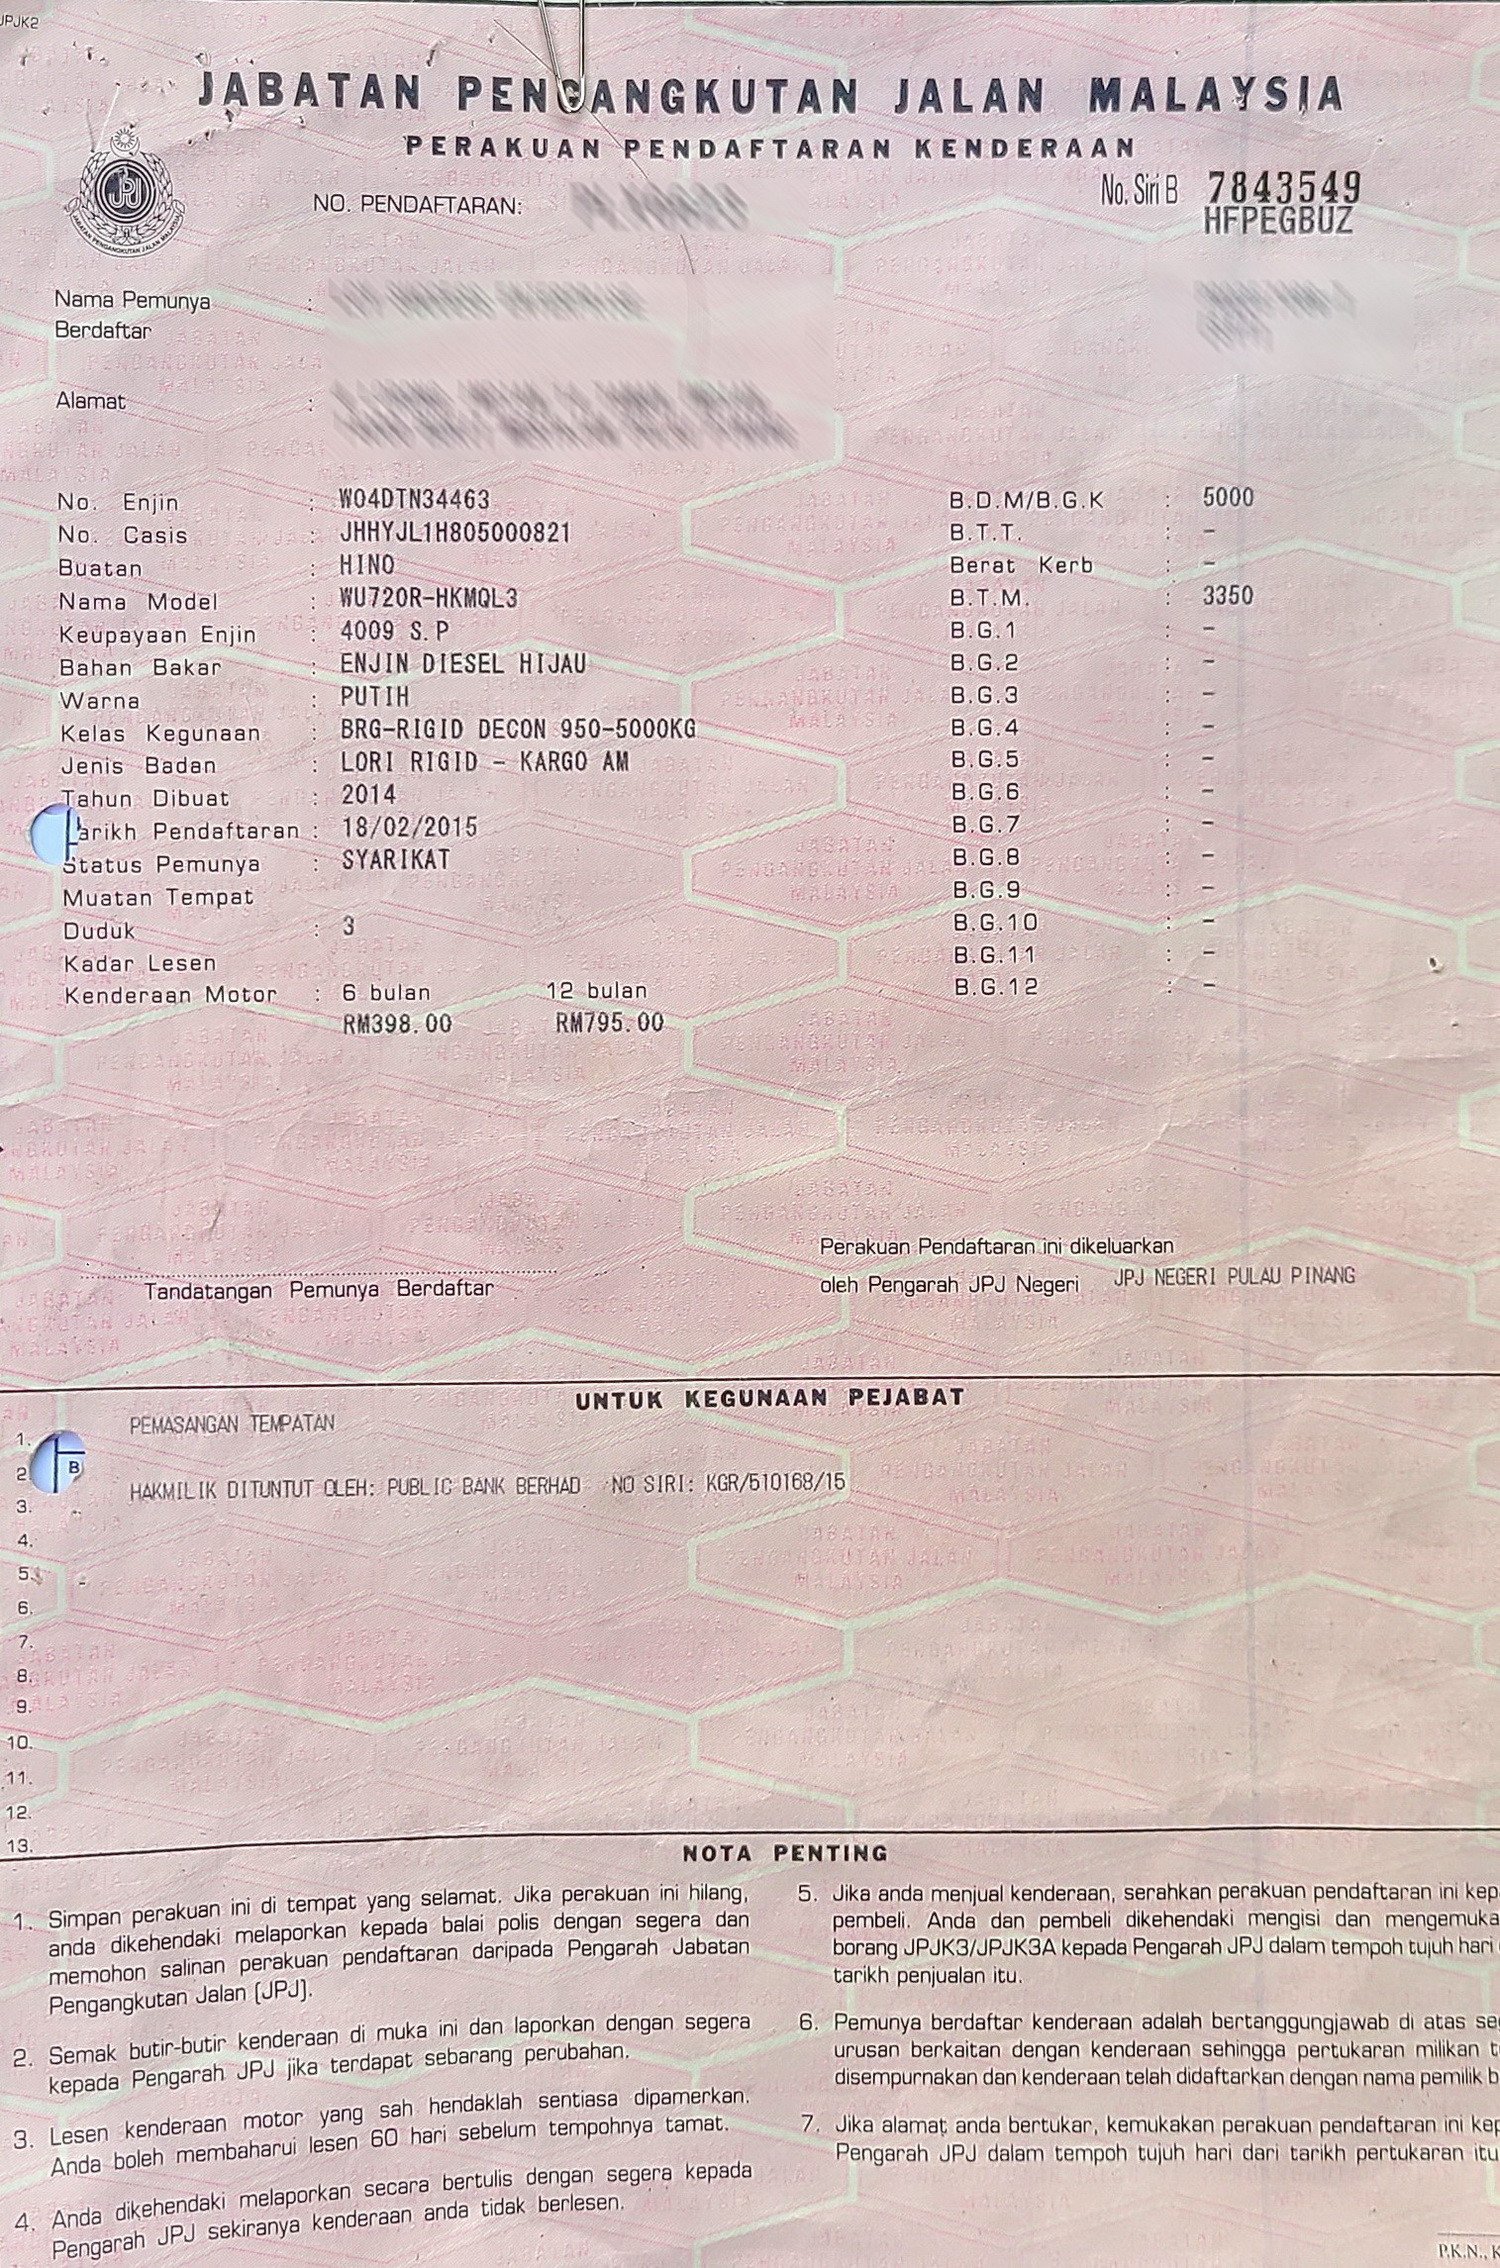 JPJK2
JABATAN PENGANGKUTAN JALAN MALAYSIA
PERAKUAN PENDAFTARAN KENDERAAN
NO. PENDAFTARAN:
No. Siri B 7843549
HFPEGBUZ
Nama Pemunya :
Berdaftar
Alamat :
No. Enjin : W04DTN34463
No. Casis : JHHYJL1H805000821
Buatan : HINO
Nama Model : WU720R-HKMQL3
Keupayaan Enjin : 4009 S.P
Bahan Bakar : ENJIN DIESEL HIJAU
Warna : PUTIH
Kelas Kegunaan : BRG-RIGID DECON 950-5000KG
Jenis Badan : LORI RIGID - KARGO AM
Tahun Dibuat : 2014
Tarikh Pendaftaran : 18/02/2015
Status Pemunya : SYARIKAT
Muatan Tempat
Duduk : 3
Kadar Lesen
Kenderaan Motor : 6 bulan 12 bulan
RM398.00 RM795.00
B.D.M/B.G.K : 5000
B.T.T. : -
Berat Kerb : -
B.T.M. : 3350
B.G.1 : -
B.G.2 : -
B.G.3 : -
B.G.4 : -
B.G.5 : -
B.G.6 : -
B.G.7 : -
B.G.8 : -
B.G.9 : -
B.G.10 : -
B.G.11 : -
B.G.12 : -
Tandatangan Pemunya Berdaftar
Perakuan Pendaftaran ini dikeluarkan
oleh Pengarah JPJ Negeri JPJ NEGERI PULAU PINANG
UNTUK KEGUNAAN PEJABAT
1. PEMASANGAN TEMPATAN
2 B
3. HAKMILIK DITUNTUT OLEH: PUBLIC BANK BERHAD NO SIRI: KGR/510168/15
4.
5.
6.
7.
8.
9.
10.
11.
12.
13.
NOTA PENTING
1. Simpan perakuan ini di tempat yang selamat. Jika perakuan ini hilang,
anda dikehendaki melaporkan kepada balai polis dengan segera dan
memohon salinan perakuan pendaftaran daripada Pengarah Jabatan
Pengangkutan Jalan (JPJ).
2. Semak butir-butir kenderaan di muka ini dan laporkan dengan segera
kepada Pengarah JPJ jika terdapat sebarang perubahan.
3. Lesen kenderaan motor yang sah hendaklah sentiasa dipamerkan.
Anda boleh membaharui lesen 60 hari sebelum tempohnya tamat.
4. Anda dikehendaki melaporkan secara bertulis dengan segera kepada
Pengarah JPJ sekiranya kenderaan anda tidak berlesen.
5. Jika anda menjual kenderaan, serahkan perakuan pendaftaran ini kep
pembeli. Anda dan pembeli dikehendaki mengisi dan mengemuka
borang JPJK3/JPJK3A kepada Pengarah JPJ dalam tempoh tujuh hari
tarikh penjualan itu.
6. Pemunya berdaftar kenderaan adalah bertanggungjawab di atas se
urusan berkaitan dengan kenderaan sehingga pertukaran milikan t
disempurnakan dan kenderaan telah didaftarkan dengan nama pemilik b
7. Jika alamat anda bertukar, kemukakan perakuan pendaftaran ini kep
Pengarah JPJ dalam tempoh tujuh hari dari tarikh pertukaran itu
P.K.N., K